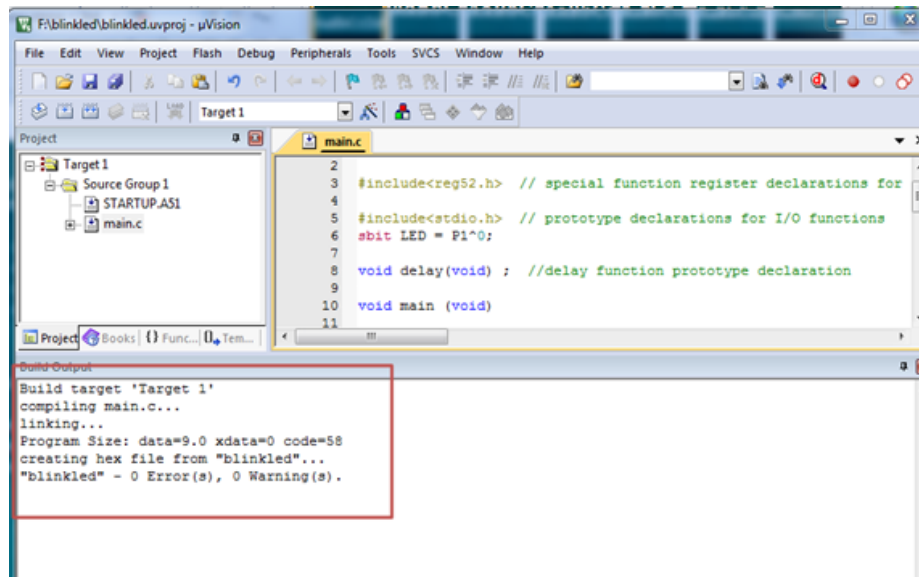 F:\blinkled\blinkled.uvproj - µVision
File Edit View Project Flash Debug Peripherals Tools SVCS Window Help
Target 1
Project
Target 1
Source Group 1
STARTUP.A51
main.c
main.c
2
3 #include<reg52.h> // special function register declarations for
4
5 #include<stdio.h> // prototype declarations for I/O functions
6 sbit LED = P1^0;
7
8 void delay(void) ; //delay function prototype declaration
9
10 void main (void)
11
Project Books {} Func... Tem...
Build Output
Build target 'Target 1'
compiling main.c...
linking...
Program Size: data=9.0 xdata=0 code=58
creating hex file from "blinkled"...
"blinkled" - 0 Error(s), 0 Warning(s).